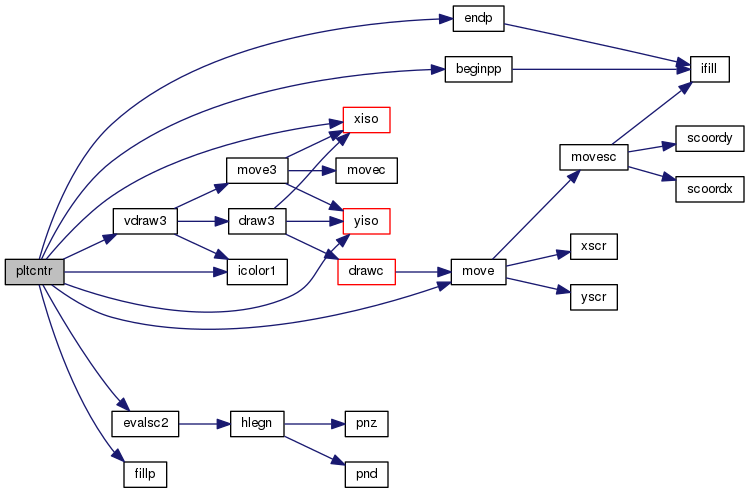 endp
beginpp
ifill
xiso
scoordy
movesc
move3
movec
scoordx
vdraw3
draw3
yiso
xscr
pltcntr
icolor1
drawc
move
yscr
evalsc2
hlegn
pnz
fillp
pnd